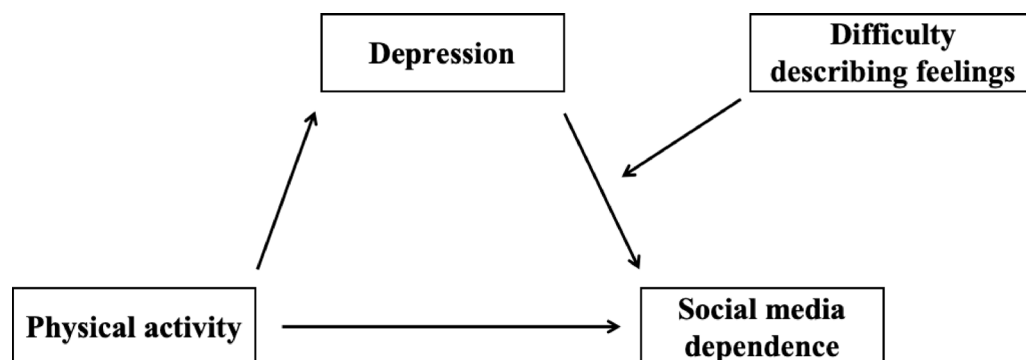 Depression
Difficulty
describing feelings
Physical activity
Social media
dependence